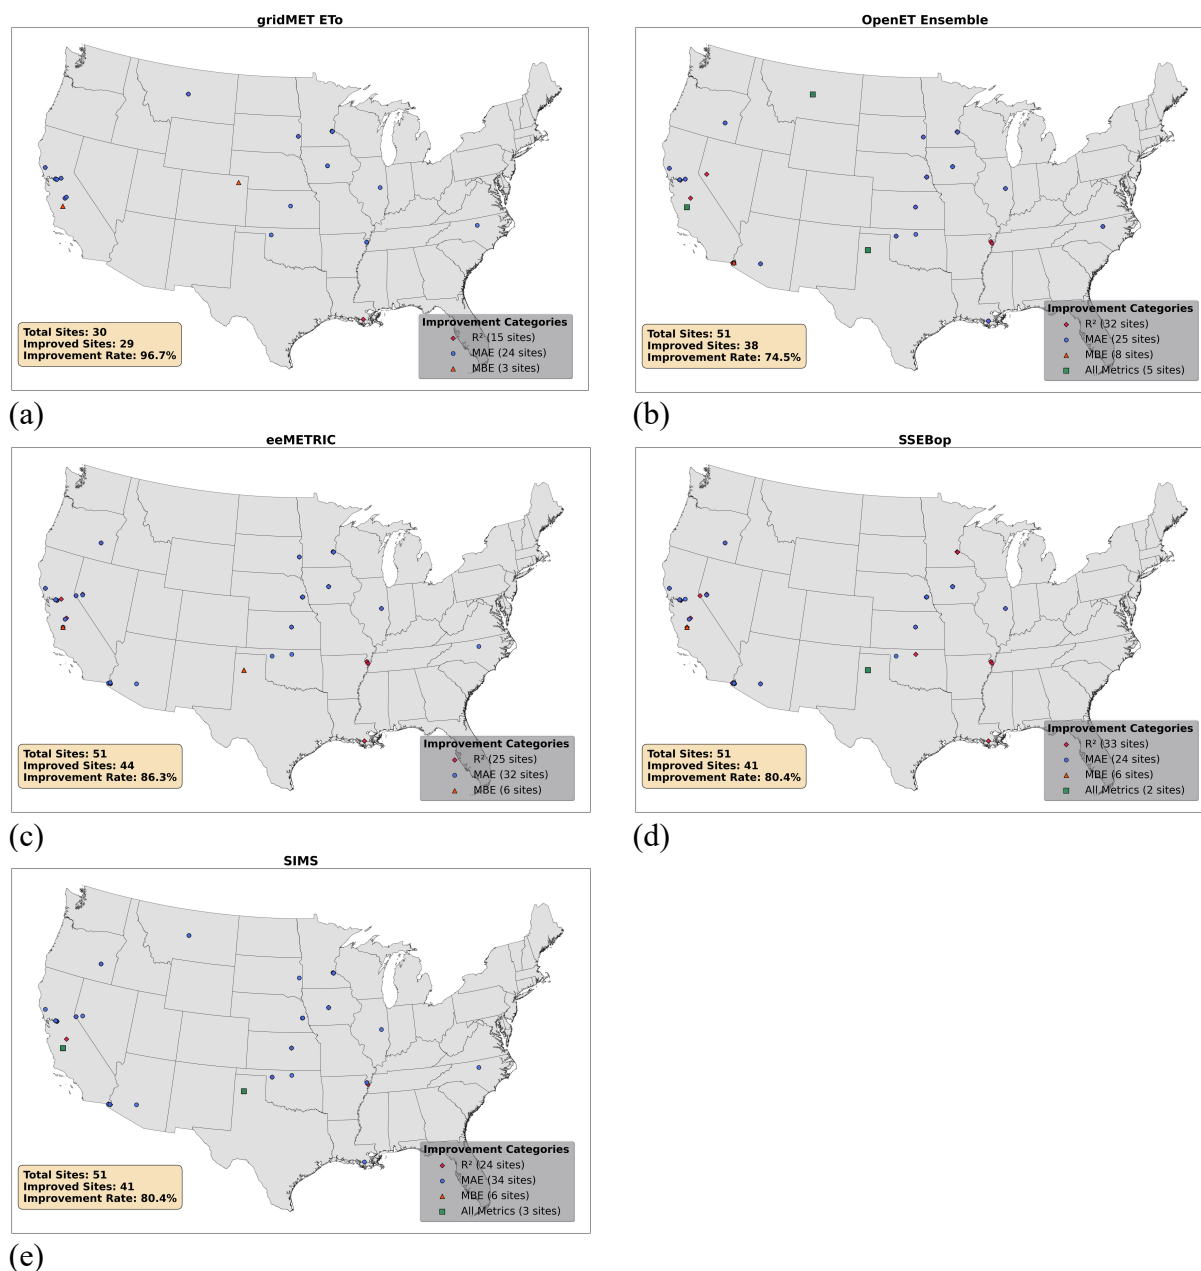 gridMET ETo
Total Sites: 30
Improved Sites: 29
Improvement Rate: 96.7%
Improvement Categories
R² (15 sites)
MAE (24 sites)
MBE (3 sites)
(a)
OpenET Ensemble
Total Sites: 51
Improved Sites: 38
Improvement Rate: 74.5%
Improvement Categories
R² (32 sites)
MAE (25 sites)
MBE (8 sites)
All Metrics (5 sites)
(b)
eeMETRIC
Total Sites: 51
Improved Sites: 44
Improvement Rate: 86.3%
Improvement Categories
R² (25 sites)
MAE (32 sites)
MBE (6 sites)
(c)
SSEBop
Total Sites: 51
Improved Sites: 41
Improvement Rate: 80.4%
Improvement Categories
R² (33 sites)
MAE (24 sites)
MBE (6 sites)
All Metrics (2 sites)
(d)
SIMS
Total Sites: 51
Improved Sites: 41
Improvement Rate: 80.4%
Improvement Categories
R² (24 sites)
MAE (34 sites)
MBE (6 sites)
All Metrics (3 sites)
(e)